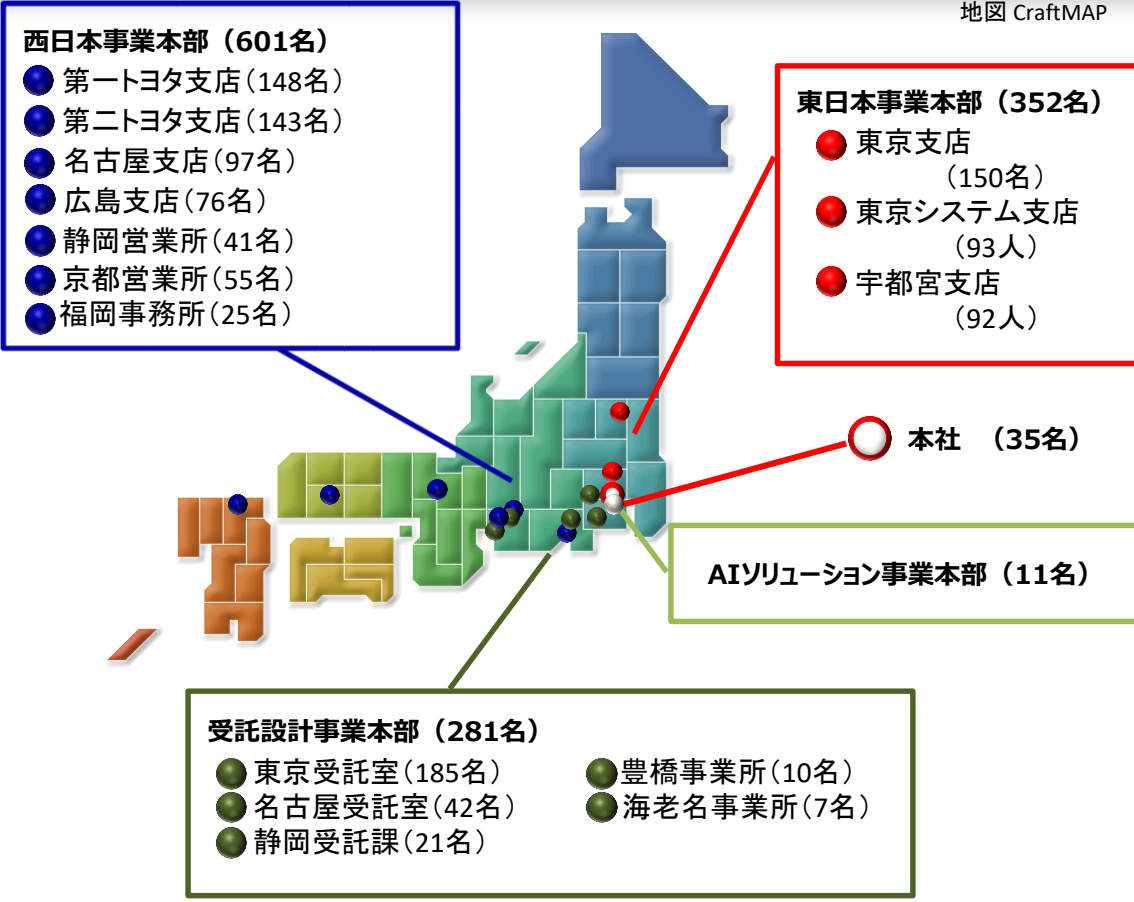 地図 CraftMAP
西日本事業本部（601名）
第一トヨタ支店（148名）
第二トヨタ支店（143名）
名古屋支店（97名）
広島支店（76名）
静岡営業所（41名）
京都営業所（55名）
福岡事務所（25名）
東日本事業本部（352名）
東京支店
（150名）
東京システム支店
（93人）
宇都宮支店
（92人）
本社　（35名）
AIソリューション事業本部（11名）
受託設計事業本部（281名）
東京受託室（185名）
名古屋受託室（42名）
静岡受託課（21名）
豊橋事業所（10名）
海老名事業所（7名）